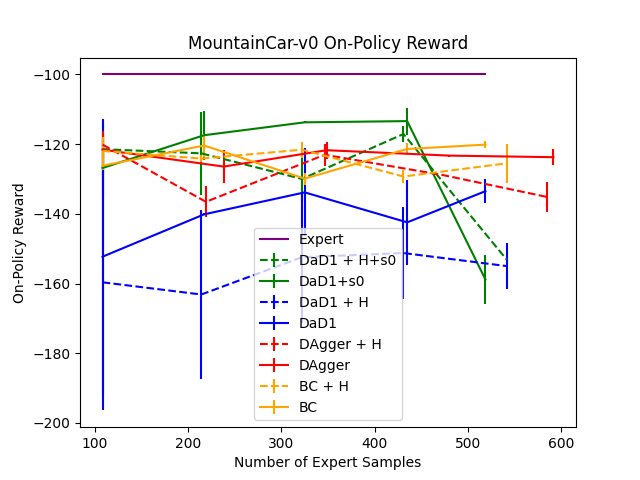 MountainCar-v0 On-Policy Reward
On-Policy Reward
−100
−120
−140
−160
−180
−200
Expert
DaD1 + H+s0
DaD1+s0
DaD1 + H
DaD1
DAgger + H
DAgger
BC + H
BC
100 200 300 400 500 600
Number of Expert Samples